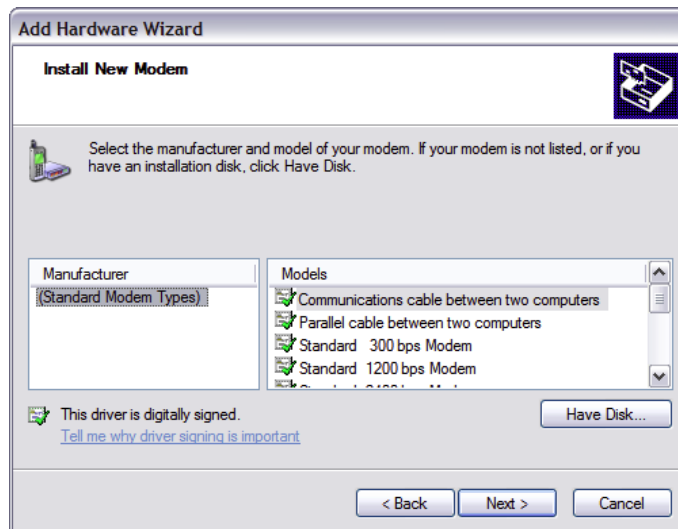 Add Hardware Wizard
Install New Modem
Select the manufacturer and model of your modem. If your modem is not listed, or if you
have an installation disk, click Have Disk.
Manufacturer
(Standard Modem Types)
Models
Communications cable between two computers
Parallel cable between two computers
Standard 300 bps Modem
Standard 1200 bps Modem
This driver is digitally signed.
Have Disk...
Tell me why driver signing is important
< Back
Next >
Cancel